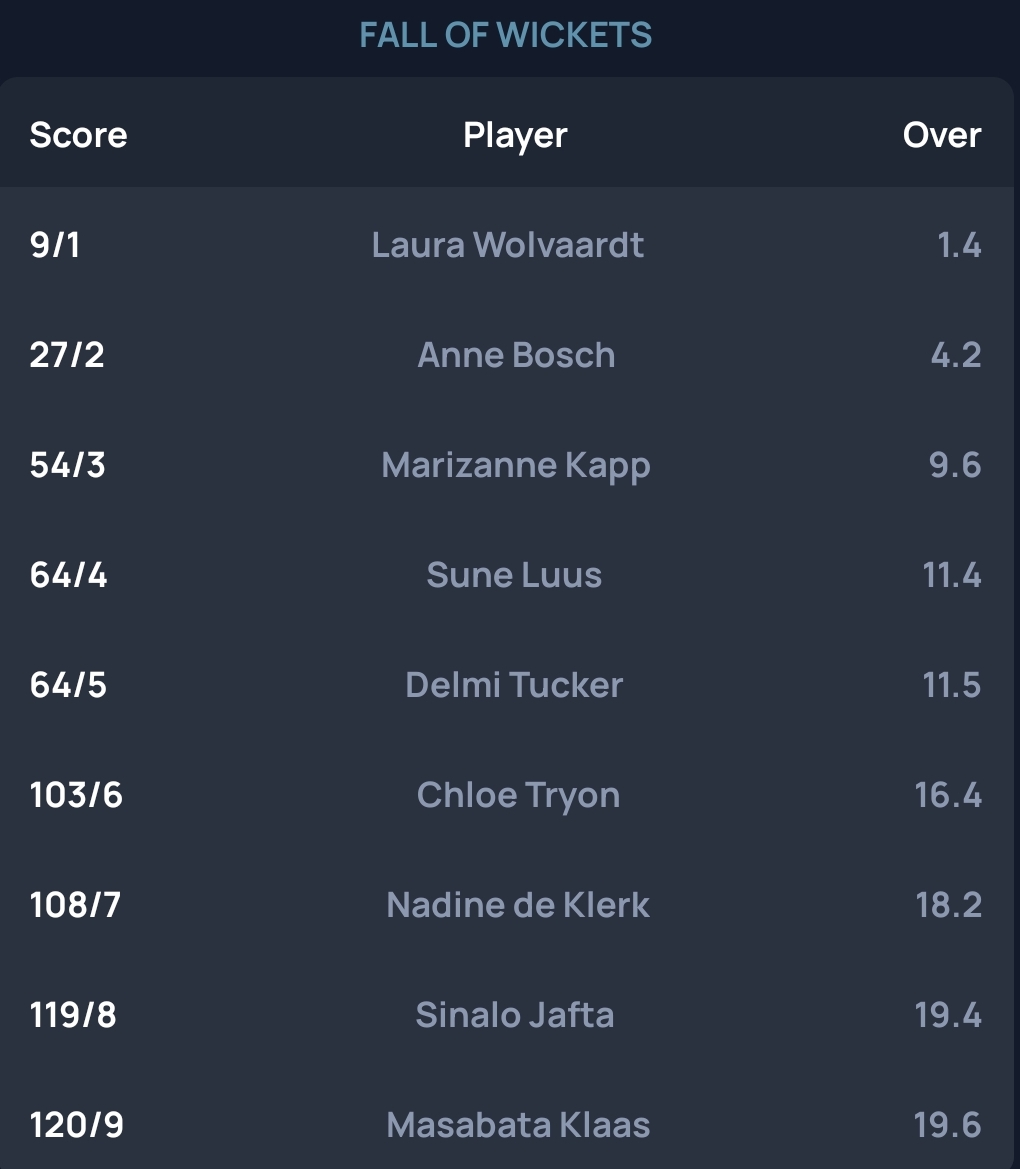 FALL OF WICKETS
Score Player Over
9/1 Laura Wolvaardt 1.4
27/2 Anne Bosch 4.2
54/3 Marizanne Kapp 9.6
64/4 Sune Luus 11.4
64/5 Delmi Tucker 11.5
103/6 Chloe Tryon 16.4
108/7 Nadine de Klerk 18.2
119/8 Sinalo Jafta 19.4
120/9 Masabata Klaas 19.6